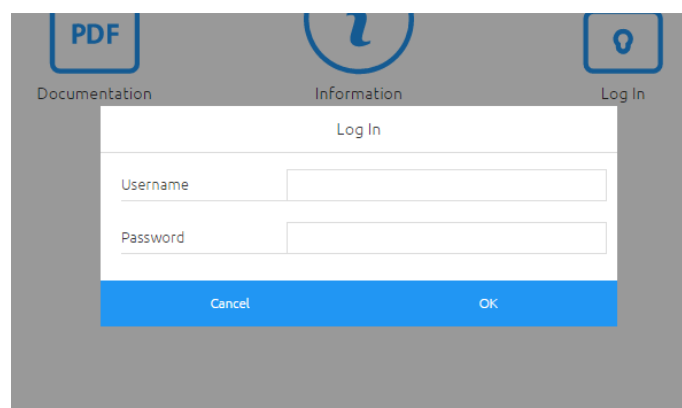 PDF
i
Documentation Information Log In
Log In
Username
Password
Cancel OK